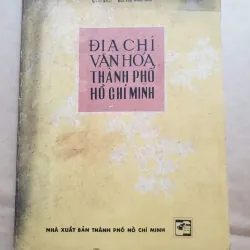 ĐỊA CHÍ
VĂN HÓA
THÀNH PHỐ
HỒ CHÍ MINH
NHÀ XUẤT BẢN THÀNH PHỐ HỒ CHÍ MINH